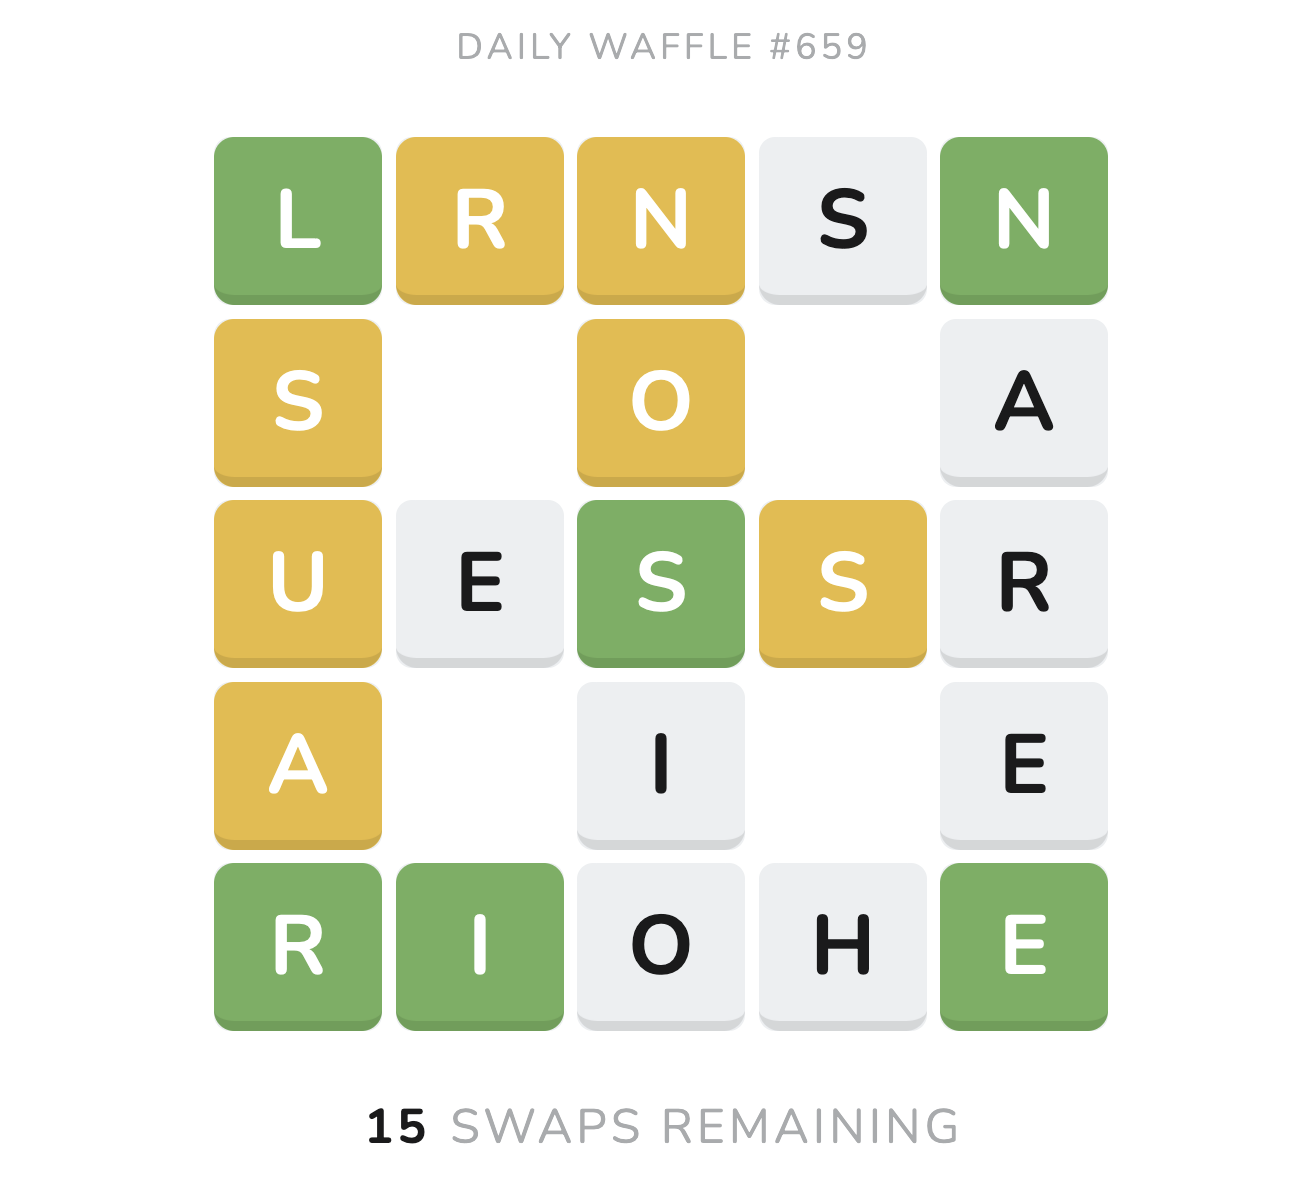 DAILY WAFFLE #659
L R N S N
S O A
U E S S R
A I E
R I O H E
15 SWAPS REMAINING